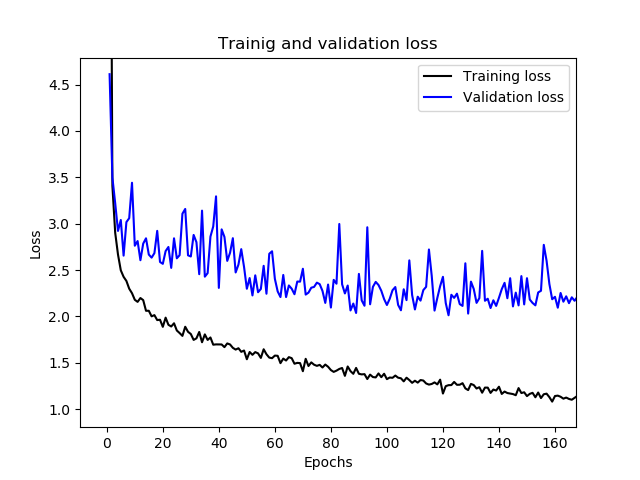 Trainig and validation loss
Training loss
Validation loss
4.5
4.0
3.5
3.0
2.5
2.0
1.5
1.0
Loss
0 20 40 60 80 100 120 140 160
Epochs